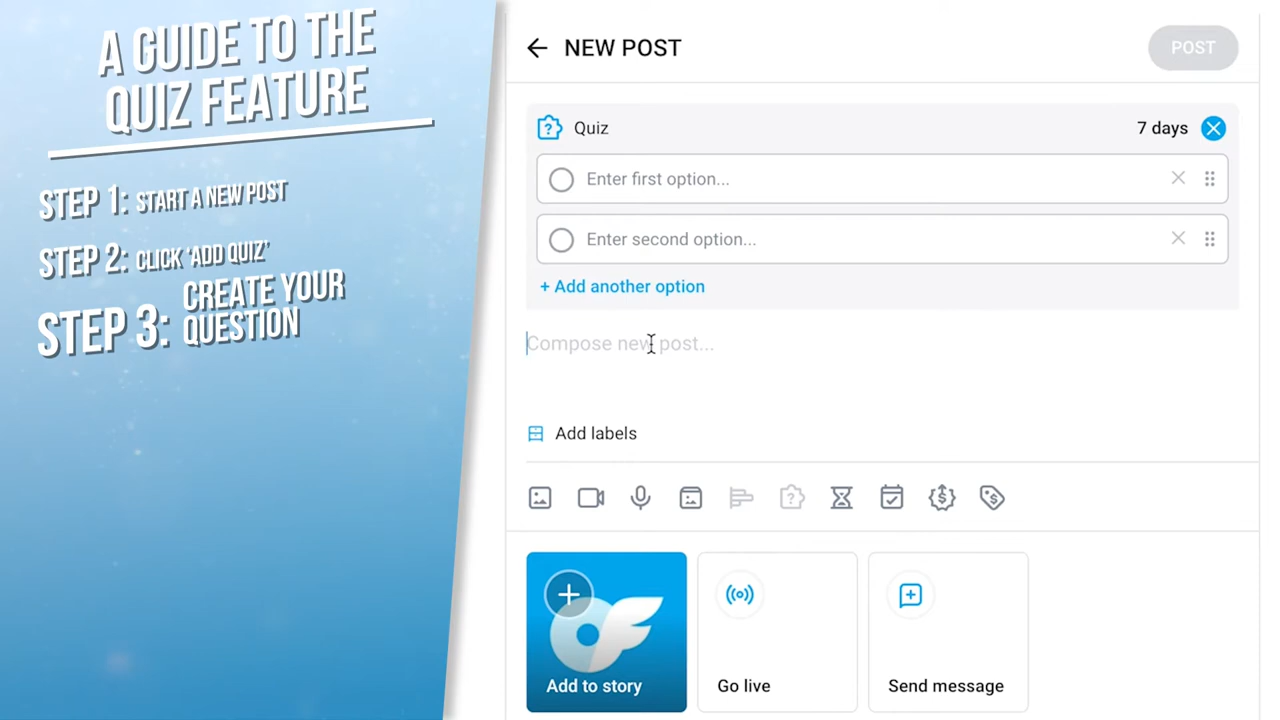 A GUIDE TO THE
QUIZ FEATURE
STEP 1: START A NEW POST
STEP 2: CLICK 'ADD QUIZ'
STEP 3: CREATE YOUR
QUESTION
NEW POST
POST
Quiz
7 days
Enter first option...
Enter second option...
+ Add another option
Compose new post...
Add labels
Add to story
Go live
Send message